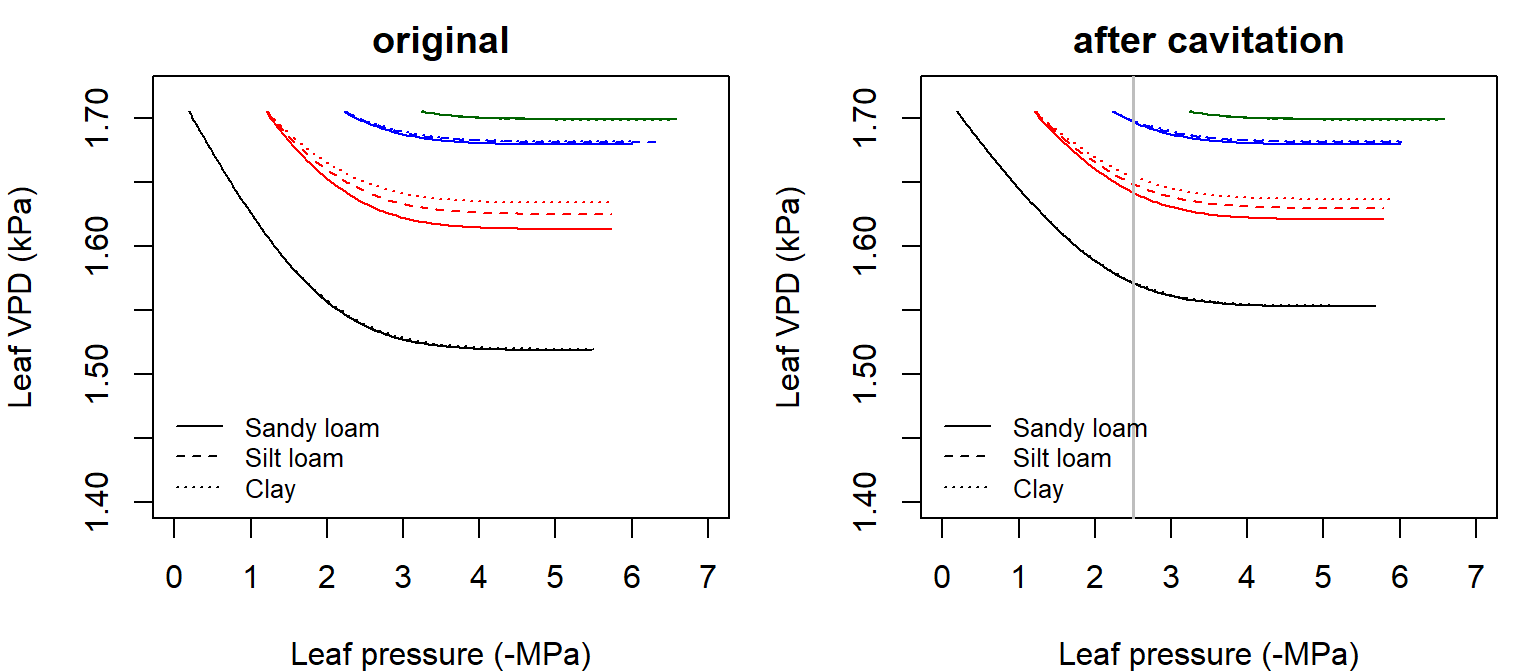 original
Leaf VPD (kPa)
1.70
1.60
1.50
1.40
Sandy loam
Silt loam
Clay
0 1 2 3 4 5 6 7
Leaf pressure (-MPa)
after cavitation
Leaf VPD (kPa)
1.70
1.60
1.50
1.40
Sandy loam
Silt loam
Clay
0 1 2 3 4 5 6 7
Leaf pressure (-MPa)